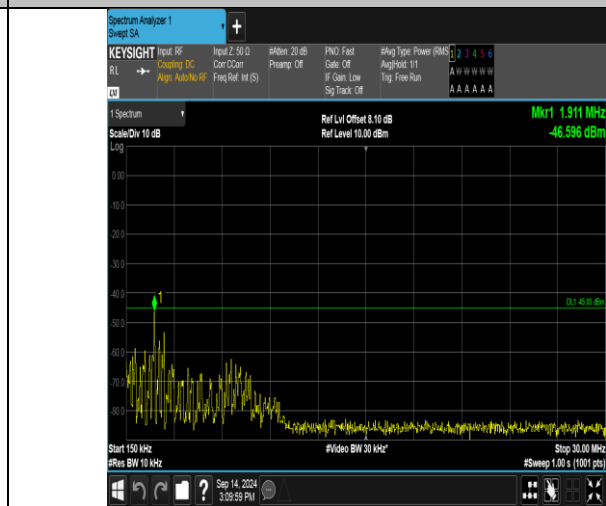 Spectrum Analyzer 1
Swept SA
+
KEYSIGHT Input: RF Input Z: 50 Ω #Atten: 20 dB PNO: Fast #Avg Type: Power (RMS 1 2 3 4 5 6
RL Coupling: DC Corr CCorr Preamp: Off Gate: Off Avg|Hold: 1/1 A W W W W W
Align: Auto/No RF Freq Ref: Int (S) IF Gain: Low Trig: Free Run A A A A A A
LXI Sig Track: Off
1 Spectrum Ref Lvl Offset 8.10 dB Mkr1 1.911 MHz
Scale/Div 10 dB Ref Level 10.00 dBm -46.596 dBm
Log
0.00
-10.0
-20.0
-30.0
-40.0
1
DL1 -45.00 dBm
-60.0
-70.0
-80.0
Start 150 kHz #Video BW 30 kHz* Stop 30.00 MHz
#Res BW 10 kHz #Sweep 1.00 s (1001 pts)
? Sep 14, 2024
3:09:59 PM